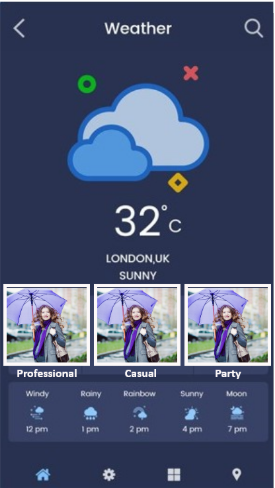 Weather
32°C
LONDON,UK
SUNNY
Professional Casual Party
Windy Rainy Rainbow Sunny Moon
12 pm 1 pm 2 pm 4 pm 7 pm